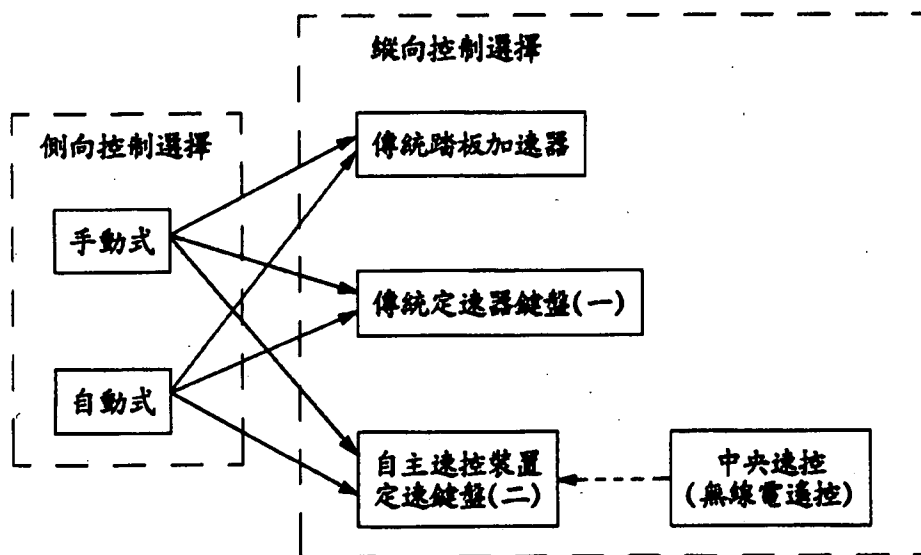 縱向控制選擇
側向控制選擇
傳統踏板加速器
手動式
傳統定速器鍵盤(一)
自動式
自主速控裝置
定速鍵盤(二)
中央速控
(無線電遙控)